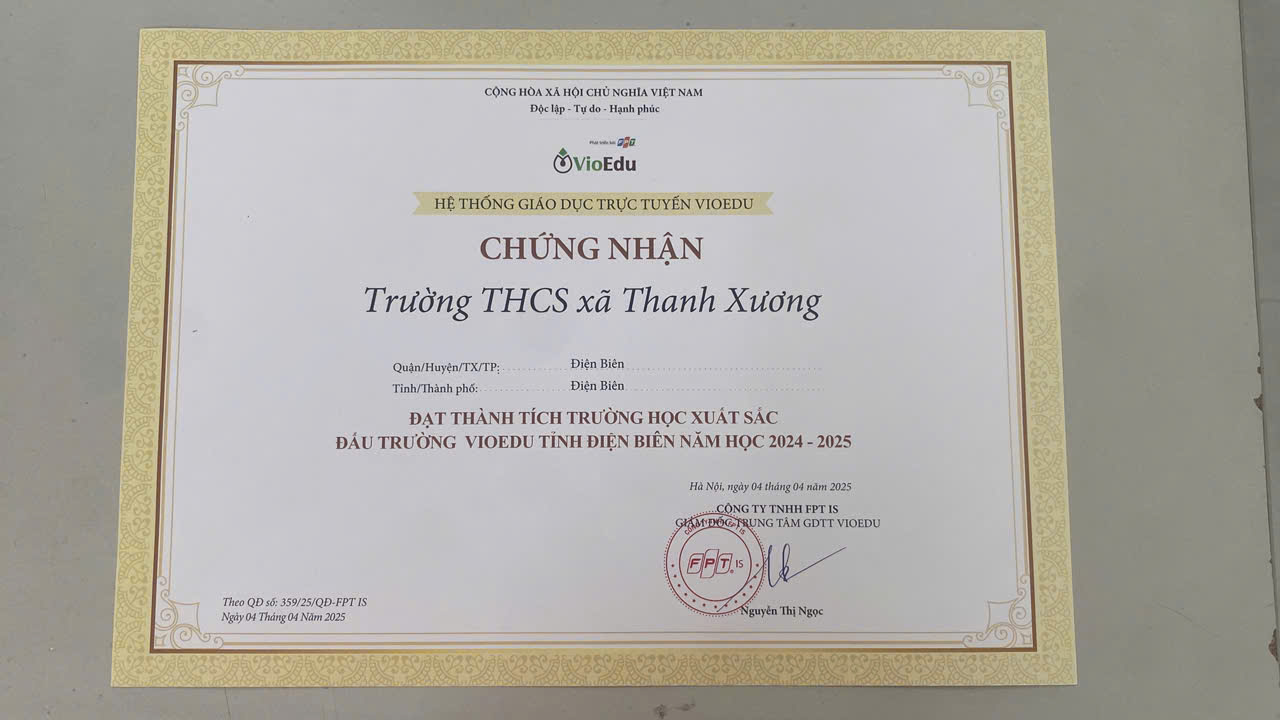 CỘNG HÒA XÃ HỘI CHỦ NGHĨA VIỆT NAM
Độc lập - Tự do - Hạnh phúc
Phát triển bởi FPT
VioEdu
HỆ THỐNG GIÁO DỤC TRỰC TUYẾN VIOEDU
CHỨNG NHẬN
Trường THCS xã Thanh Xương
Quận/Huyện/TX/TP: Điện Biên
Tỉnh/Thành phố: Điện Biên
ĐẠT THÀNH TÍCH TRƯỜNG HỌC XUẤT SẮC
ĐẤU TRƯỜNG VIOEDU TỈNH ĐIỆN BIÊN NĂM HỌC 2024 - 2025
Hà Nội, ngày 04 tháng 04 năm 2025
CÔNG TY TNHH FPT IS
GIÁM ĐỐC TRUNG TÂM GDTT VIOEDU
FPT IS
Nguyễn Thị Ngọc
Theo QĐ số: 359/25/QĐ-FPT IS
Ngày 04 Tháng 04 Năm 2025